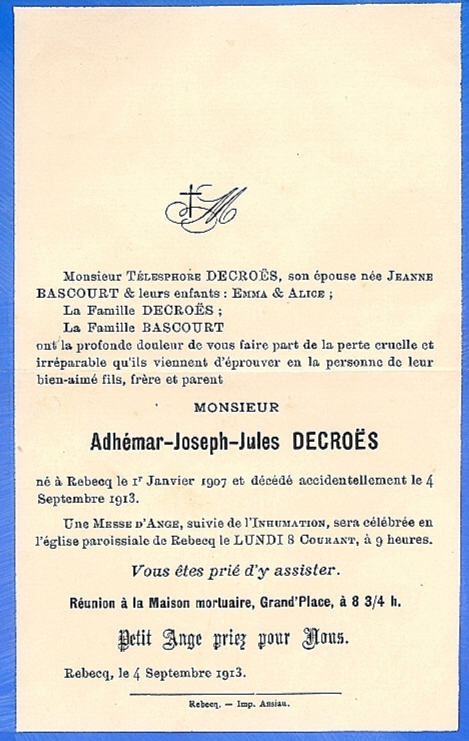 M
Monsieur TÉLESPHORE DECROËS, son épouse née JEANNE
BASCOURT & leurs enfants : EMMA & ALICE ;
La Famille DECROËS ;
La Famille BASCOURT
ont la profonde douleur de vous faire part de la perte cruelle et
irréparable qu'ils viennent d'éprouver en la personne de leur
bien-aimé fils, frère et parent
MONSIEUR
Adhémar-Joseph-Jules DECROËS
né à Rebecq le 1r Janvier 1907 et décédé accidentellement le 4
Septembre 1913.
Une MESSE D'ANGE, suivie de l'INHUMATION, sera célébrée en
l'église paroissiale de Rebecq le LUNDI 8 COURANT, à 9 heures.
Vous êtes prié d'y assister.
Réunion à la Maison mortuaire, Grand'Place, à 8 3/4 h.
Petit Ange priez pour Nous.
Rebecq, le 4 Septembre 1913.
Rebecq. — Imp. Ansiau.